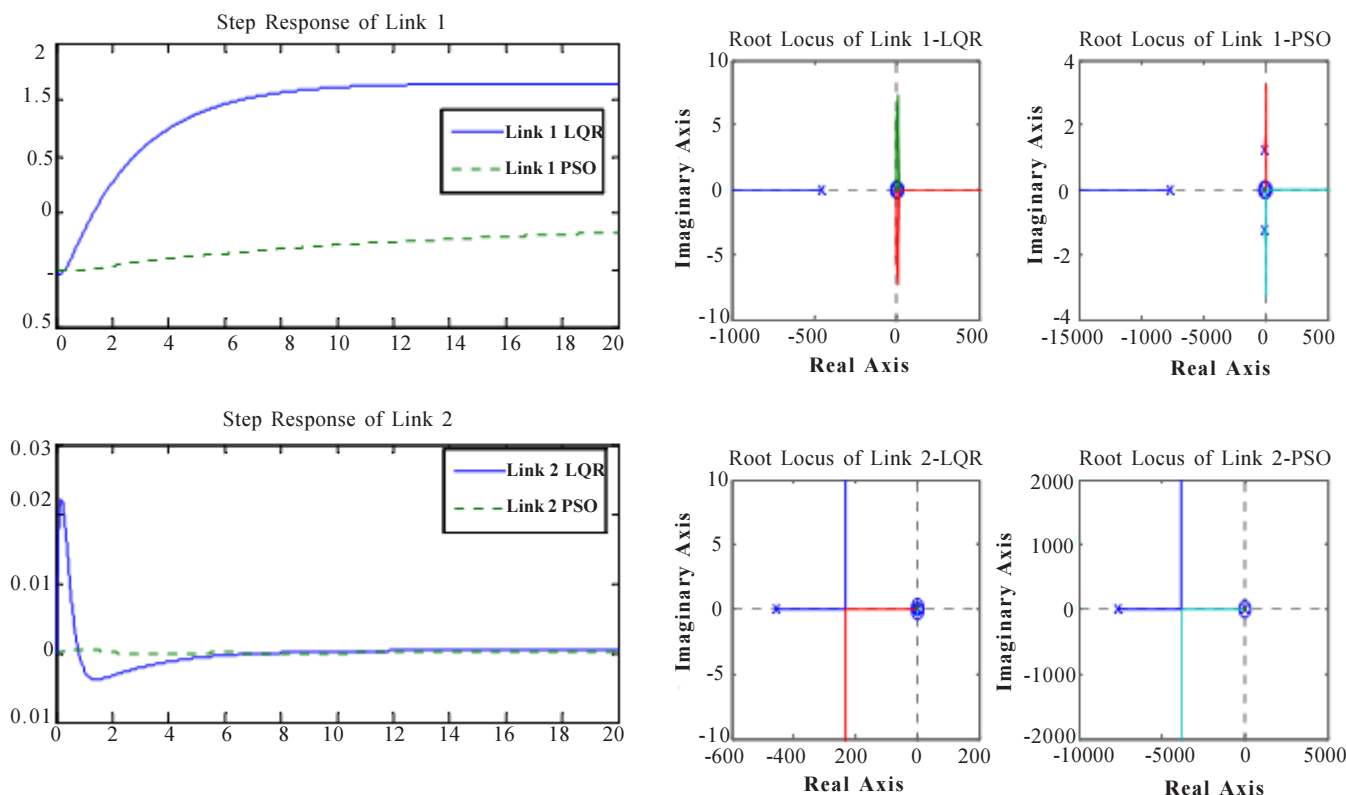 Step Response of Link 1
2
1.5
0.5
0
-
0.5
Link 1 LQR
Link 1 PSO
0 2 4 6 8 10 12 14 16 18 20
Root Locus of Link 1-LQR
10
5
0
-5
-10
Imaginary Axis
-1000 -500 0 500
Real Axis
Root Locus of Link 1-PSO
4
2
0
-2
-4
Imaginary Axis
-15000 -10000 -5000 0 5000
Real Axis
Step Response of Link 2
0.03
0.02
0.01
0
0.01
Link 2 LQR
Link 2 PSO
0 2 4 6 8 10 12 14 16 18 20
Root Locus of Link 2-LQR
10
5
0
-5
-10
Imaginary Axis
-600 -400 200 0 200
Real Axis
Root Locus of Link 2-PSO
2000
1000
0
-1000
-2000
Imaginary Axis
-10000 -5000 0 5000
Real Axis